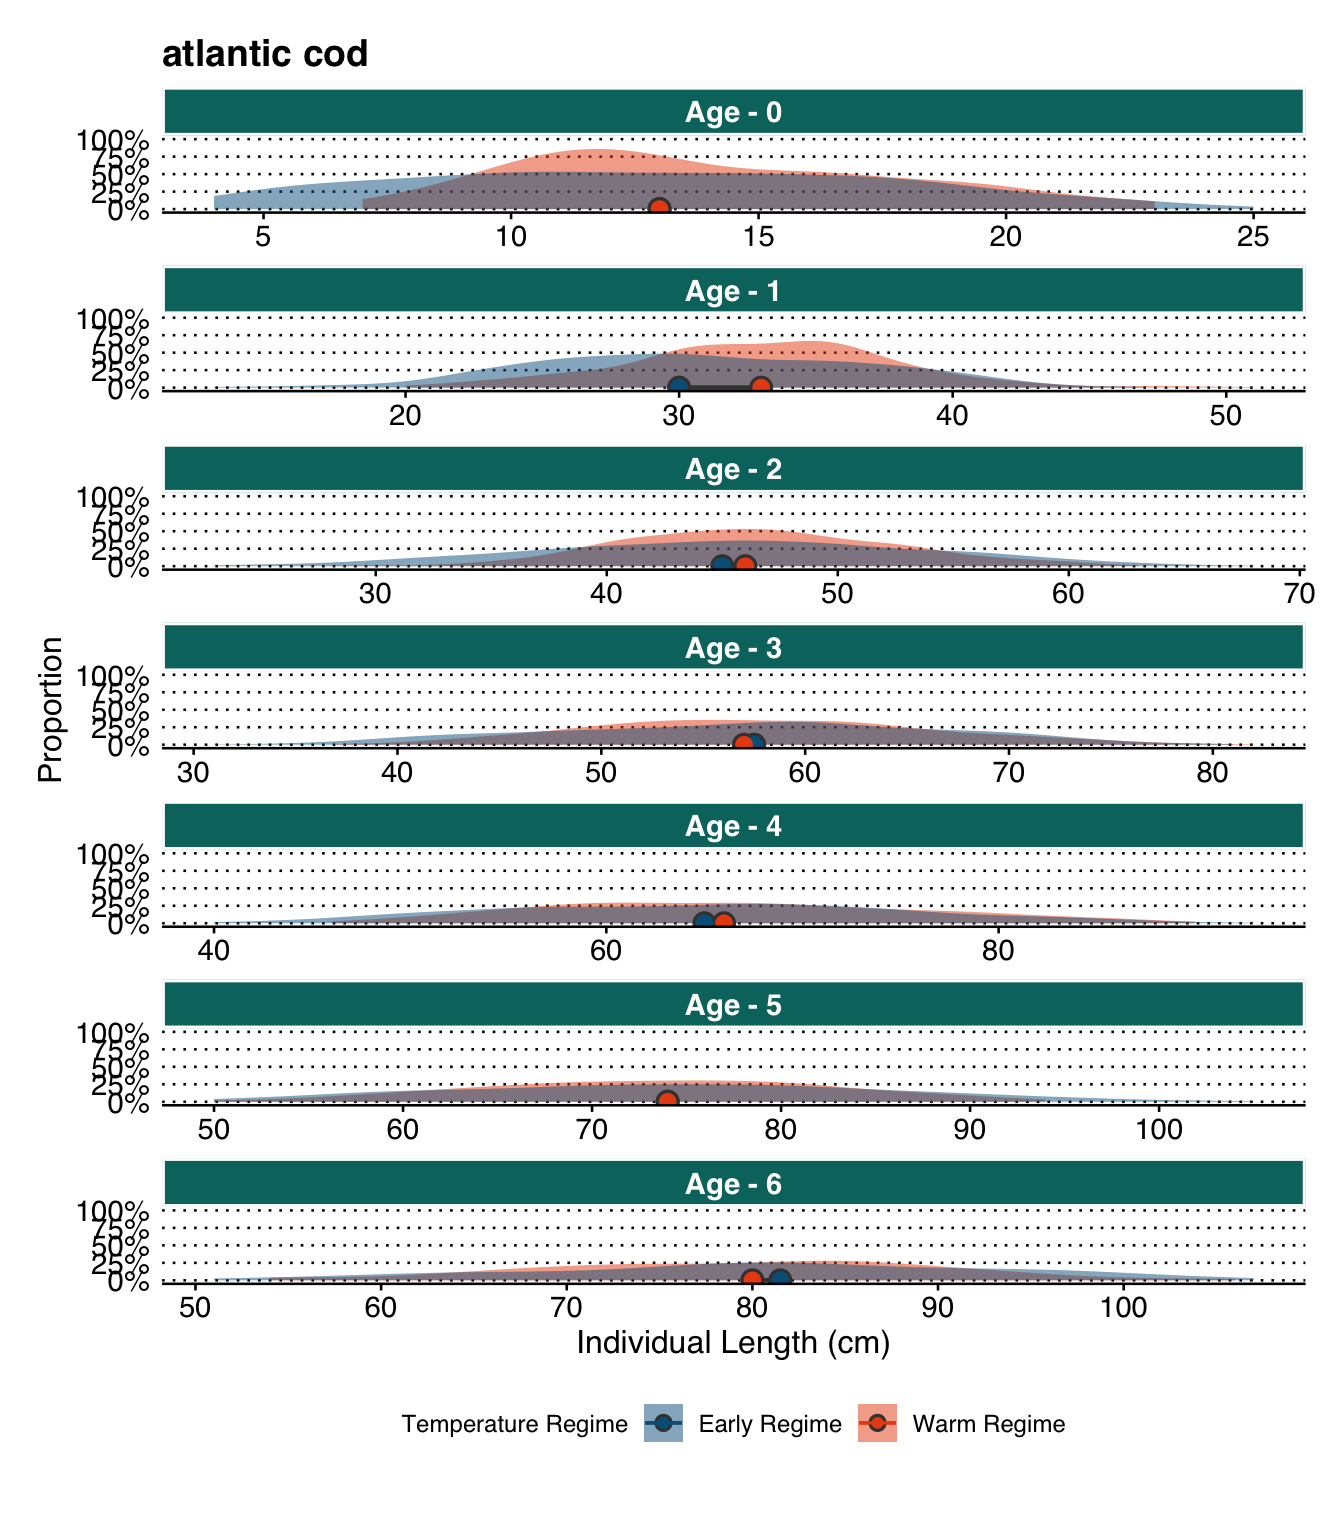 atlantic cod
Age - 0
100%
75%
50%
25%
0%
5 10 15 20 25
Age - 1
100%
75%
50%
25%
0%
20 30 40 50
Age - 2
100%
75%
50%
25%
0%
30 40 50 60 70
Proportion
Age - 3
100%
75%
50%
25%
0%
30 40 50 60 70 80
Age - 4
100%
75%
50%
25%
0%
40 60 80
Age - 5
100%
75%
50%
25%
0%
50 60 70 80 90 100
Age - 6
100%
75%
50%
25%
0%
50 60 70 80 90 100
Individual Length (cm)
Temperature Regime Early Regime Warm Regime